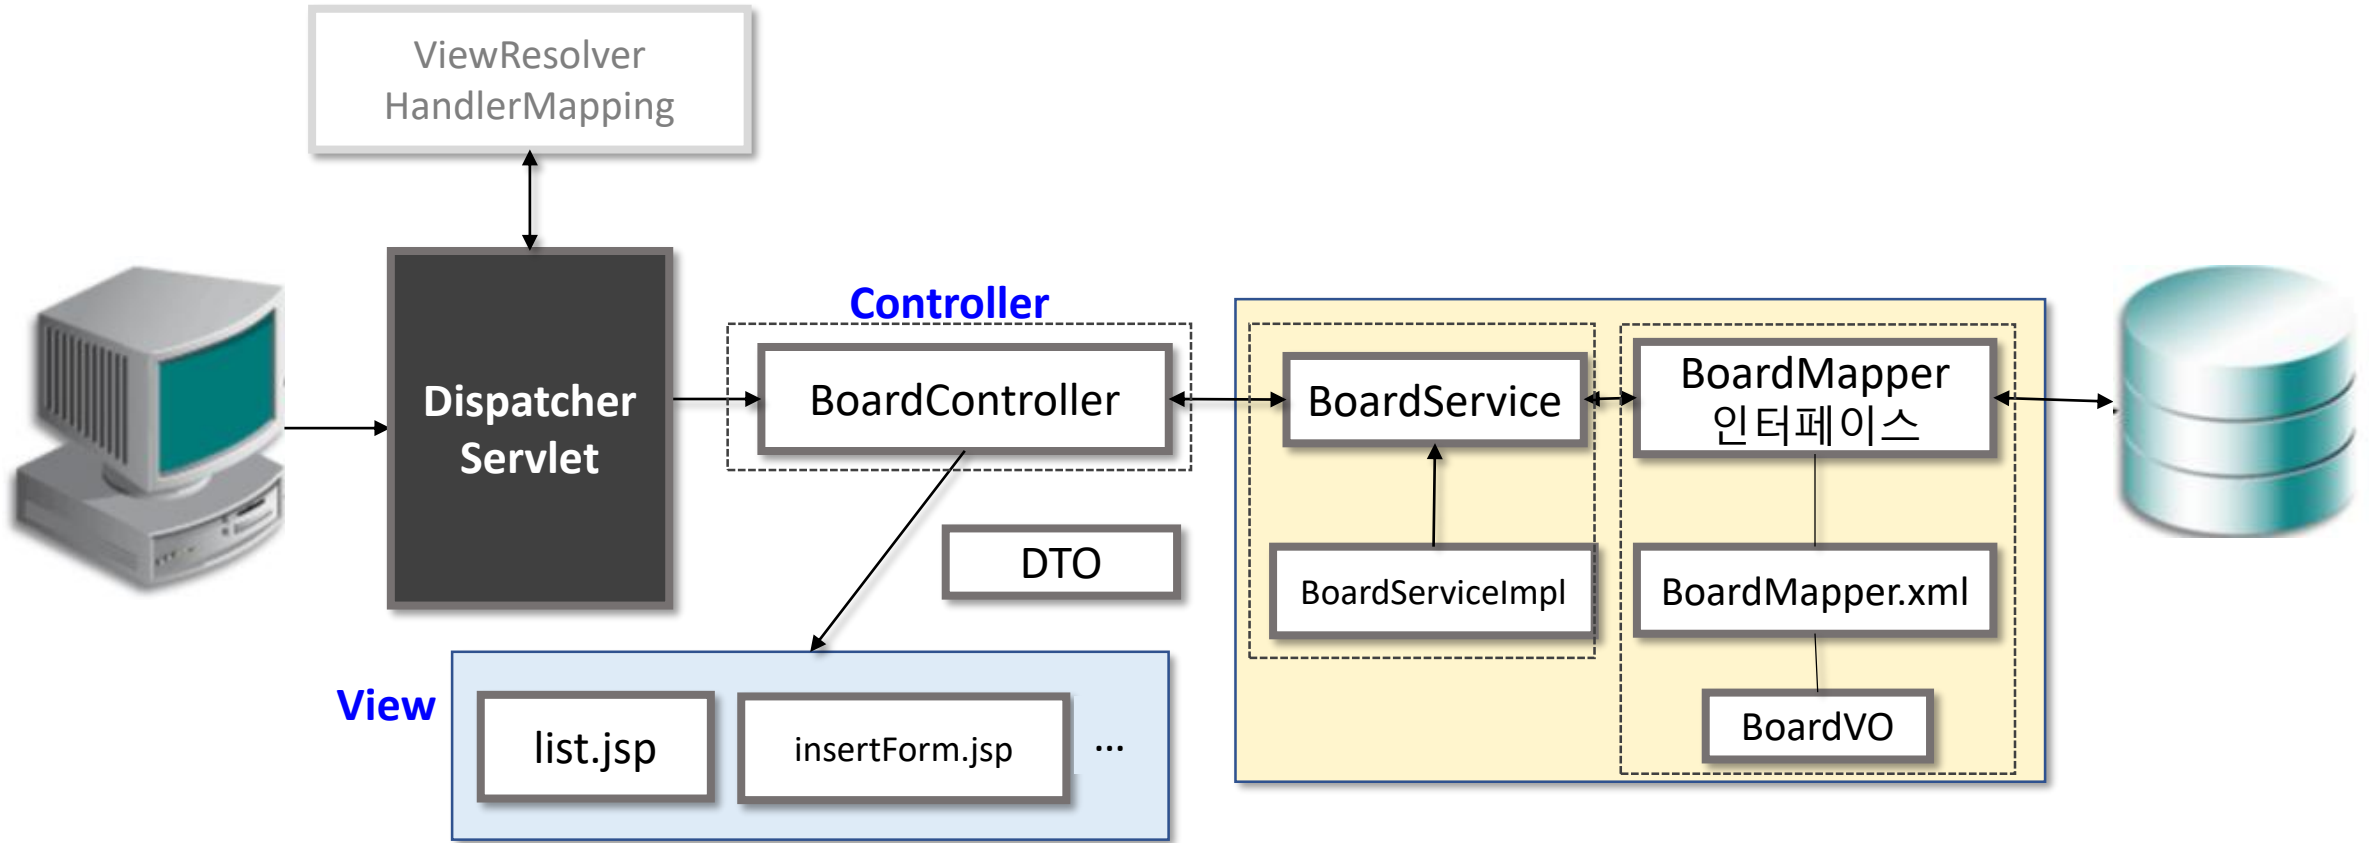 ViewResolver
HandlerMapping
Dispatcher
Servlet
Controller
BoardController
BoardService
BoardMapper
인터페이스
DTO
BoardServiceImpl
BoardMapper.xml
BoardVO
View
list.jsp
insertForm.jsp
...